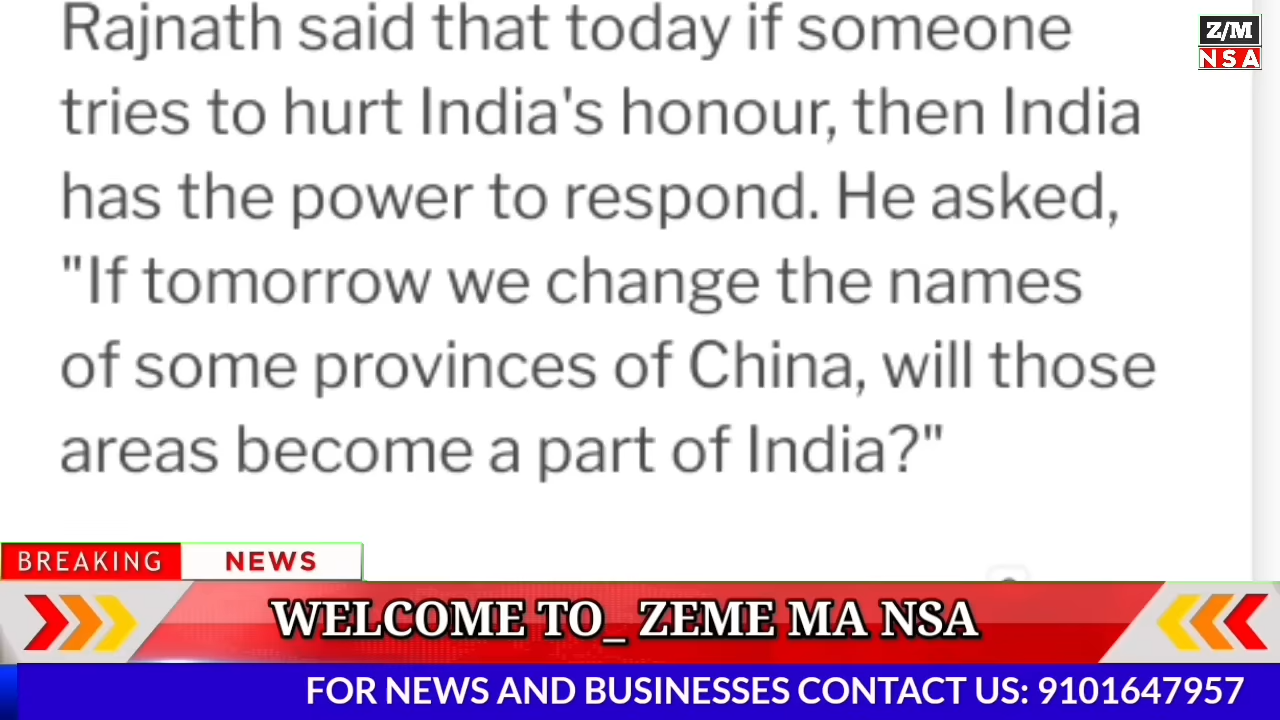 Rajnath said that today if someone
tries to hurt India's honour, then India
has the power to respond. He asked,
"If tomorrow we change the names
of some provinces of China, will those
areas become a part of India?"
Z/M
NSA
BREAKING NEWS
WELCOME TO_ ZEME MA NSA
FOR NEWS AND BUSINESSES CONTACT US: 9101647957